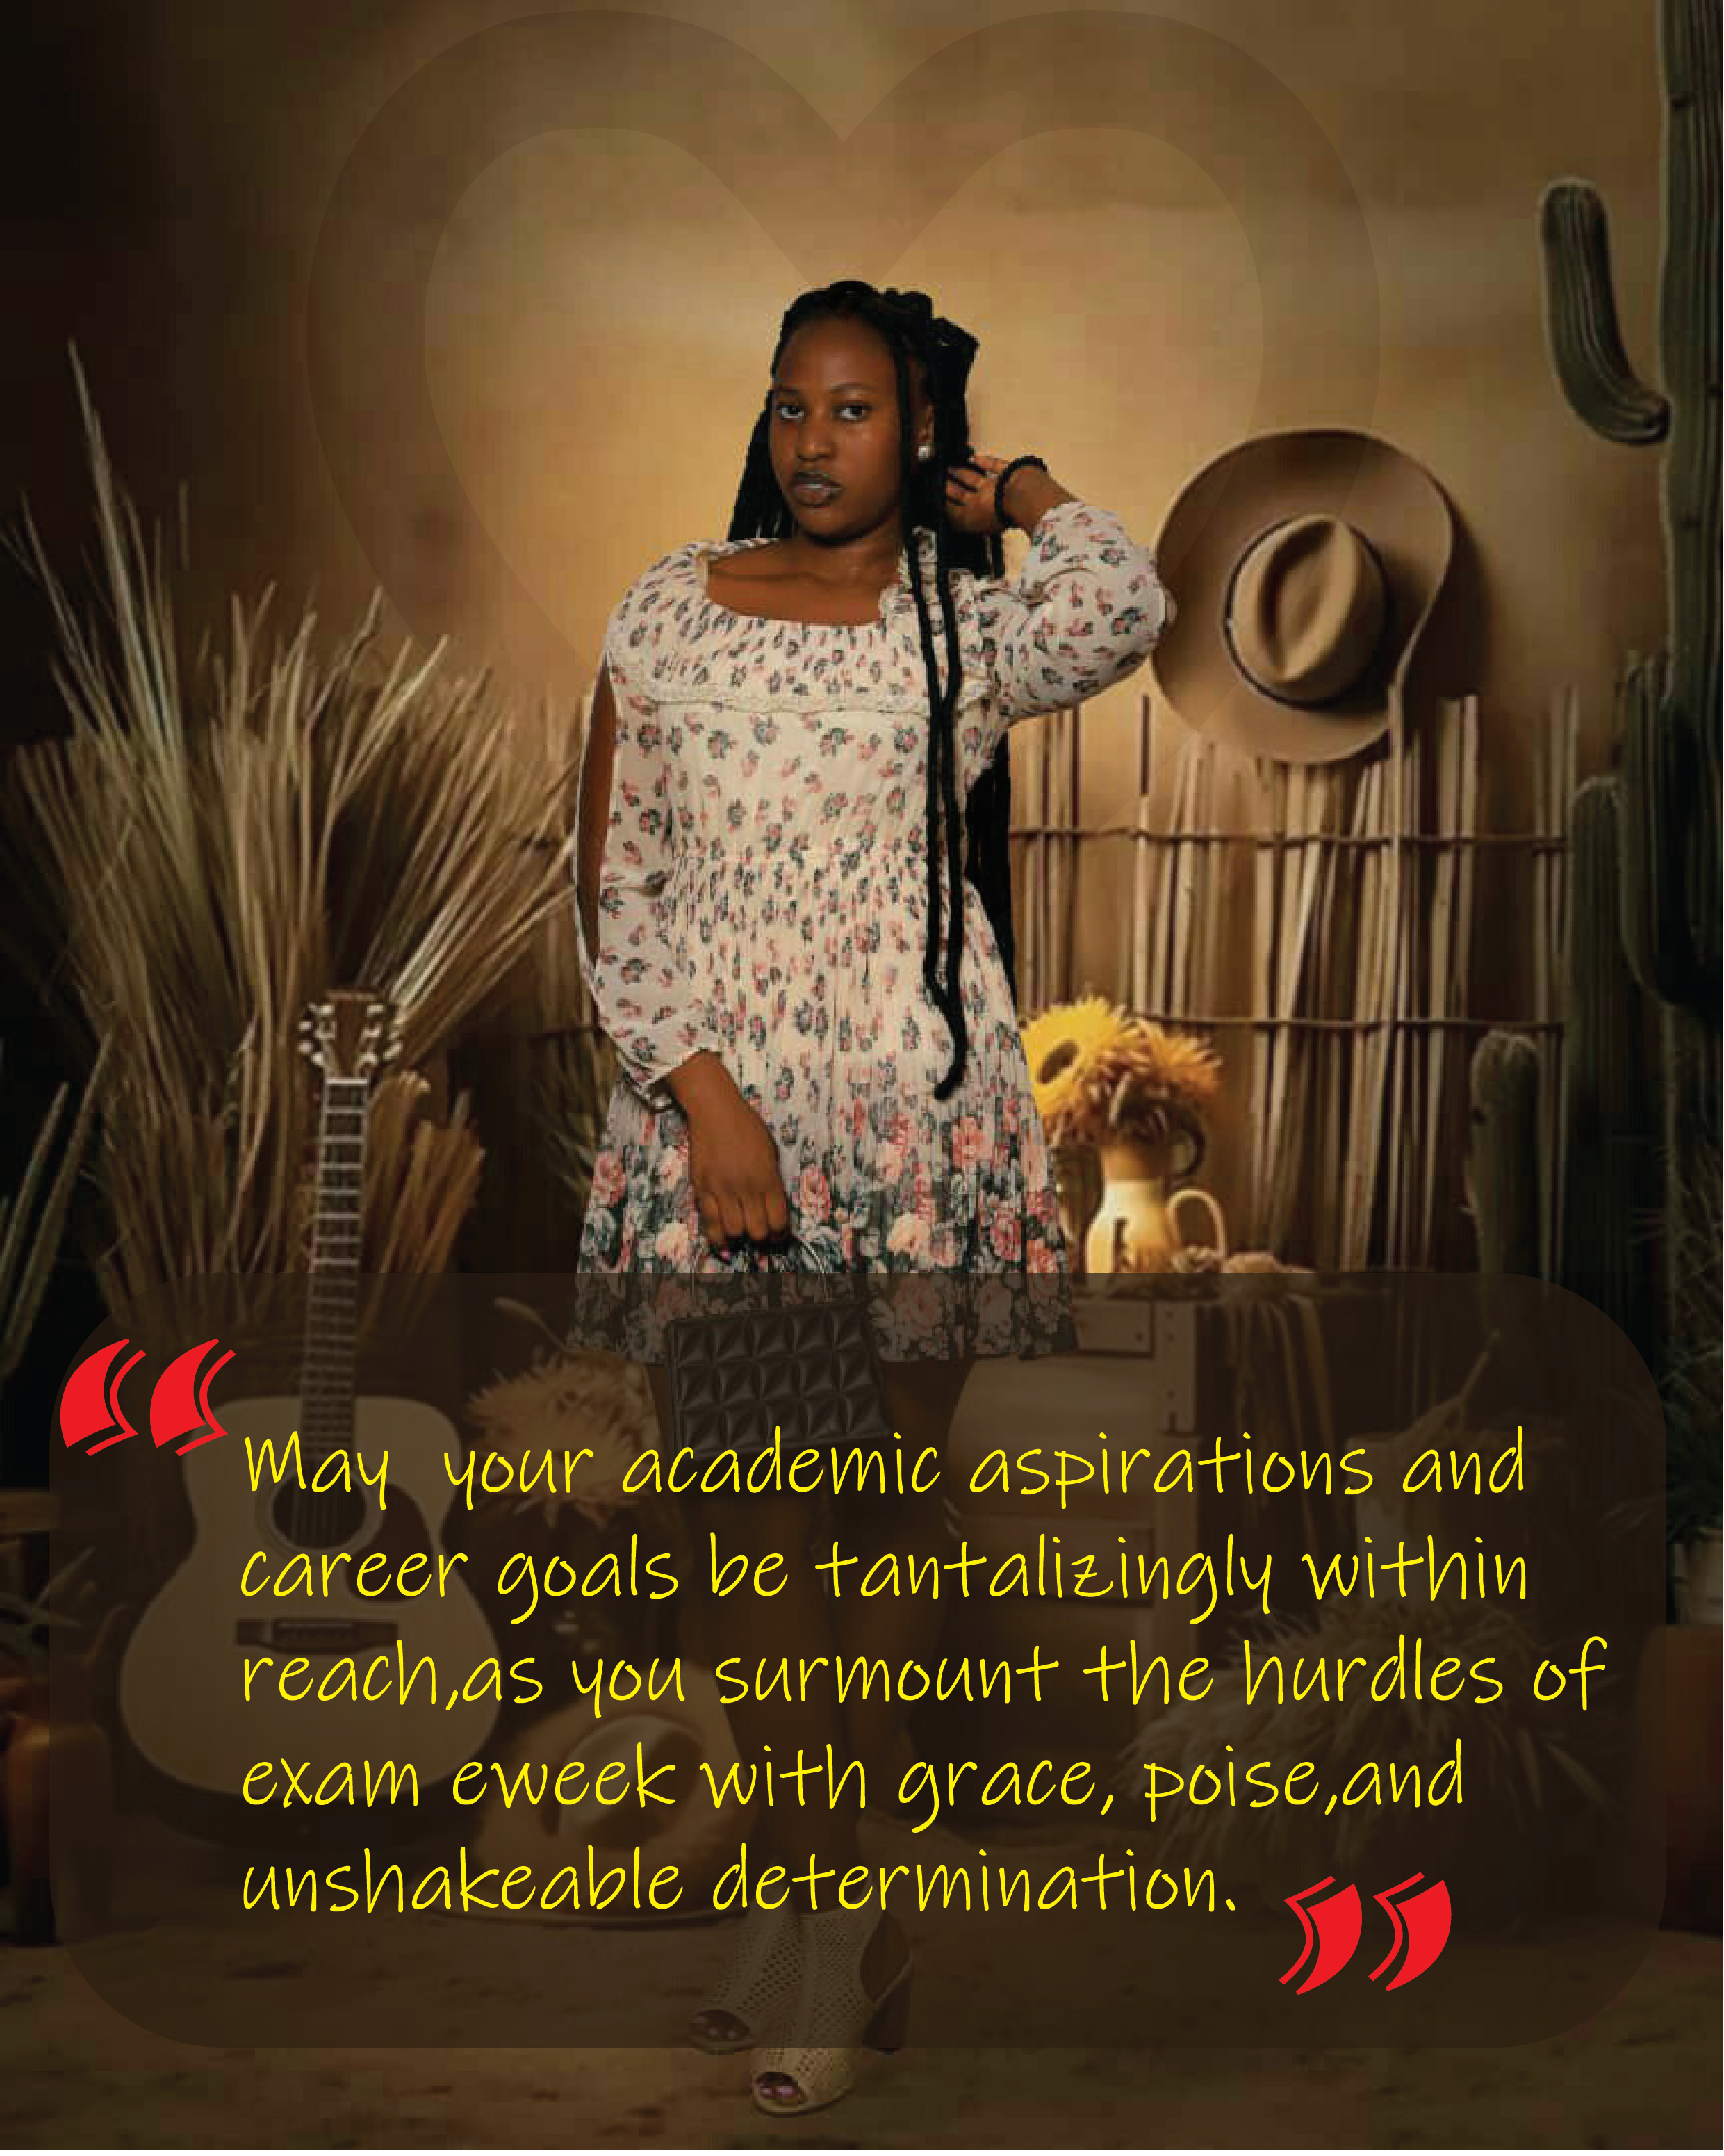 May your academic aspirations and
career goals be tantalizingly within
reach,as you surmount the hurdles of
exam eweek with grace, poise,and
unshakeable determination.